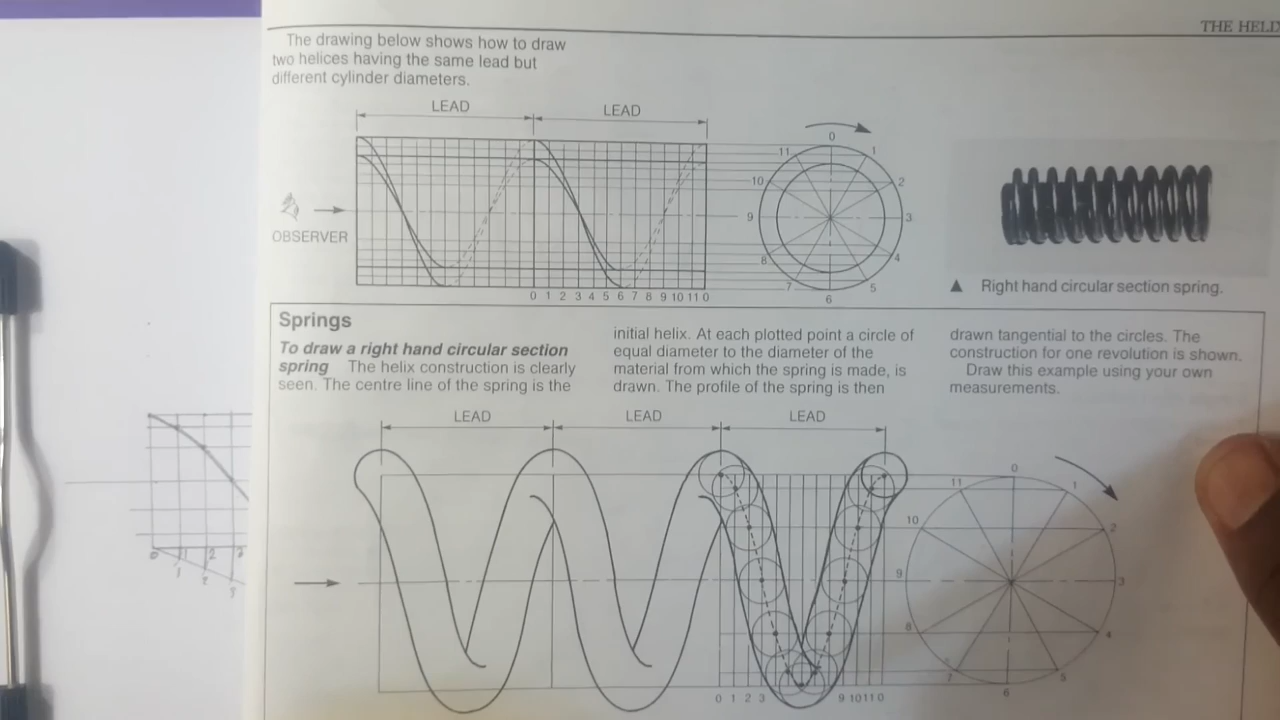 THE HELI
The drawing below shows how to draw
two helices having the same lead but
different cylinder diameters.
LEAD LEAD
OBSERVER
0 1 2 3 4 5 6 7 8 9 10 11 0
0
1
2
3
4
5
6
7
8
9
10
11
▲ Right hand circular section spring.
Springs
To draw a right hand circular section
spring The helix construction is clearly
seen. The centre line of the spring is the
initial helix. At each plotted point a circle of
equal diameter to the diameter of the
material from which the spring is made, is
drawn. The profile of the spring is then
drawn tangential to the circles. The
construction for one revolution is shown.
Draw this example using your own
measurements.
LEAD LEAD LEAD
0 1 2 3 9 10 11 0
0
1
2
3
4
5
6
7
8
9
10
11
0 1 2 3
1 2 3